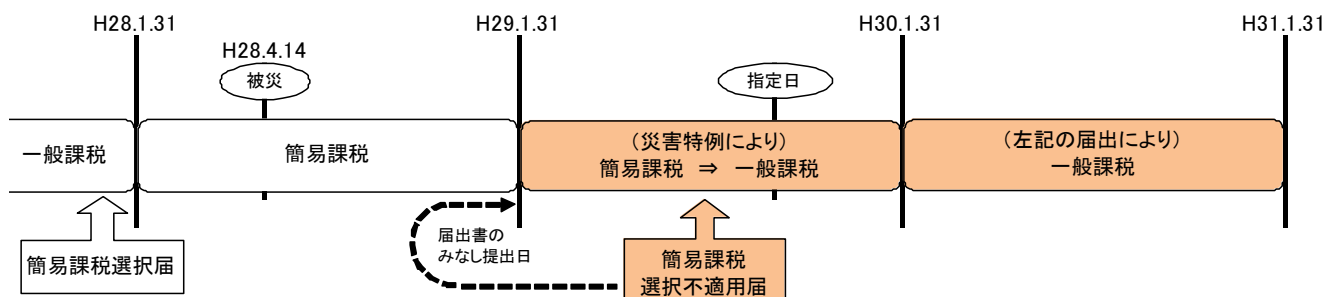 H28.1.31
H29.1.31
H30.1.31
H31.1.31
H28.4.14
被災
指定日
一般課税
簡易課税
（災害特例により）
簡易課税 ⇒ 一般課税
（左記の届出により）
一般課税
簡易課税選択届
届出書の
みなし提出日
簡易課税
選択不適用届